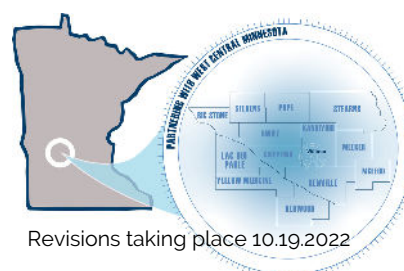 PARTNERING WITH WEST CENTRAL MINNESOTA
BIG STONE
STEVENS
POPE
STEARNS
SWIFT
KANDIYOHI
LAC QUI
PARLE
CHIPPEWA
MEEKER
YELLOW MEDICINE
RENVILLE
MCLEOD
REDWOOD
Revisions taking place 10.19.2022